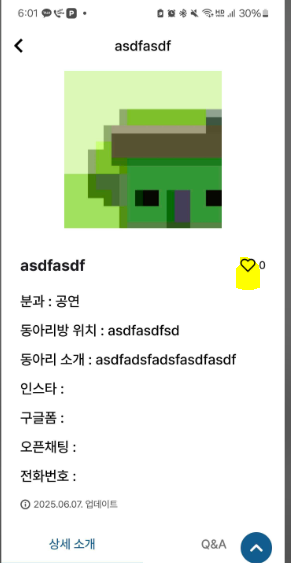 6:01 P • 30%
asdfasdf
asdfasdf 0
분과 : 공연
동아리방 위치 : asdfasdfsd
동아리 소개 : asdfadsfadsfasdfasdf
인스타 :
구글폼 :
오픈채팅 :
전화번호 :
2025.06.07. 업데이트
상세 소개 Q&A